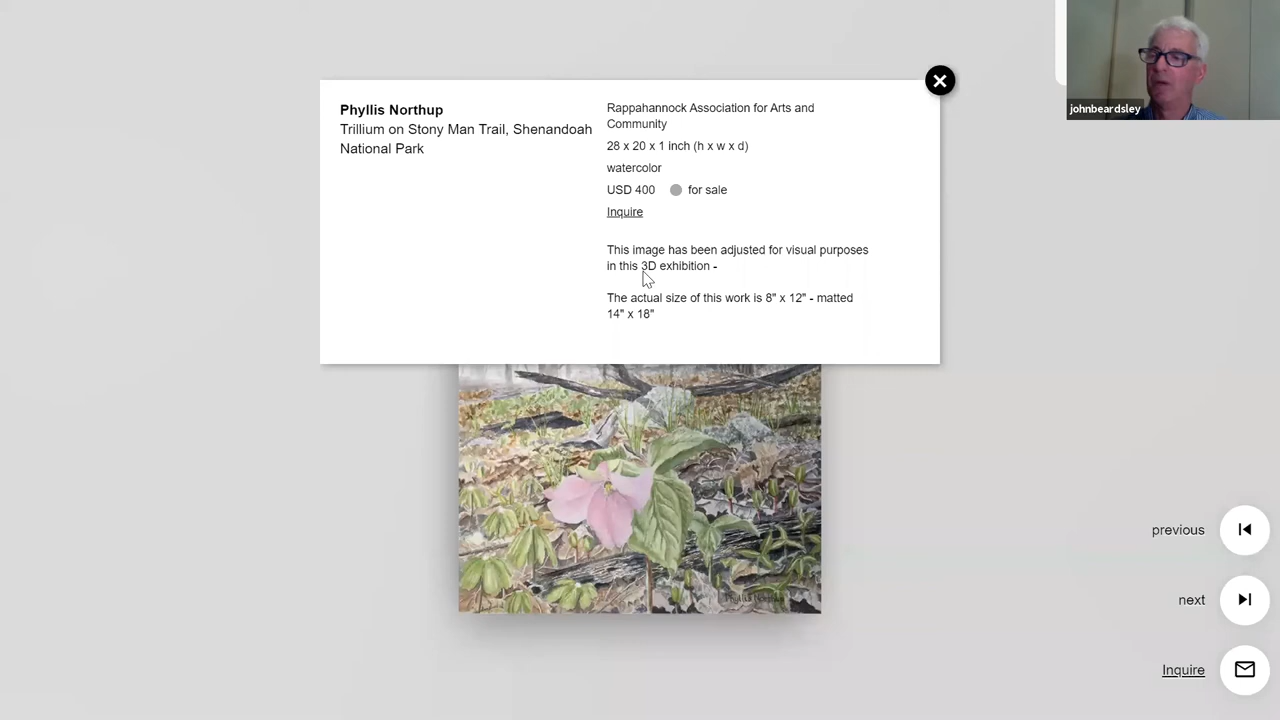 johnbeardsley
Phyllis Northup
Trillium on Stony Man Trail, Shenandoah
National Park
Rappahannock Association for Arts and
Community
28 x 20 x 1 inch (h x w x d)
watercolor
USD 400 for sale
Inquire
This image has been adjusted for visual purposes
in this 3D exhibition -
The actual size of this work is 8" x 12" - matted
14" x 18"
Phyllis Northup
previous
next
Inquire